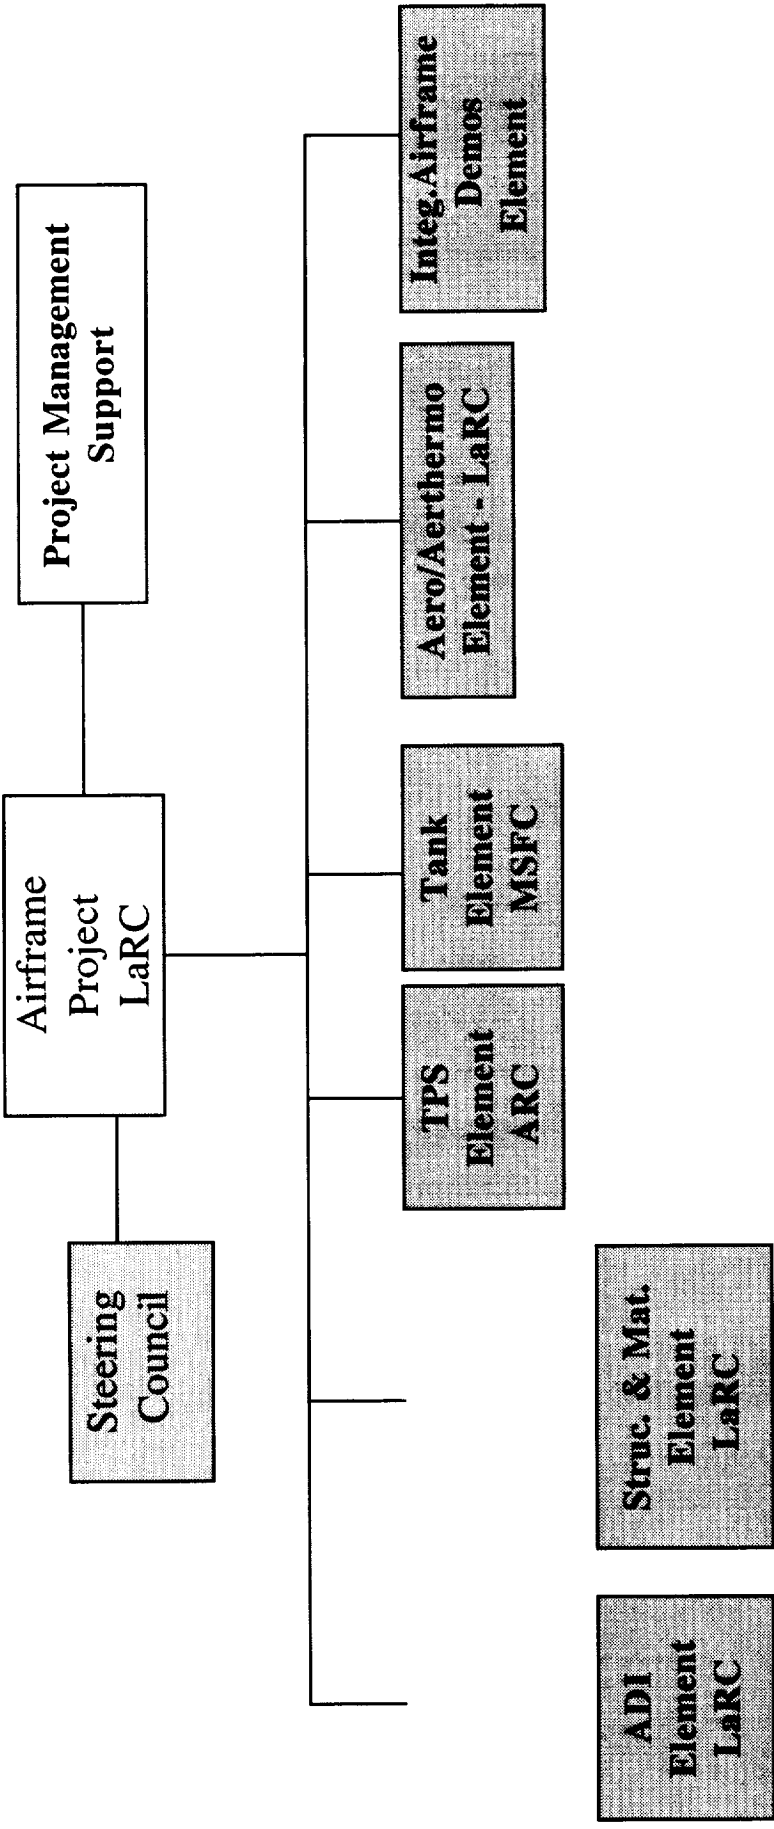 Airframe
Project
LaRC
Steering
Council
Project Management
Support
ADI
Element
LaRC
Struc. & Mat.
Element
LaRC
TPS
Element
ARC
Tank
Element
MSFC
Aero/Aerthermo
Element - LaRC
Integ.Airframe
Demos
Element